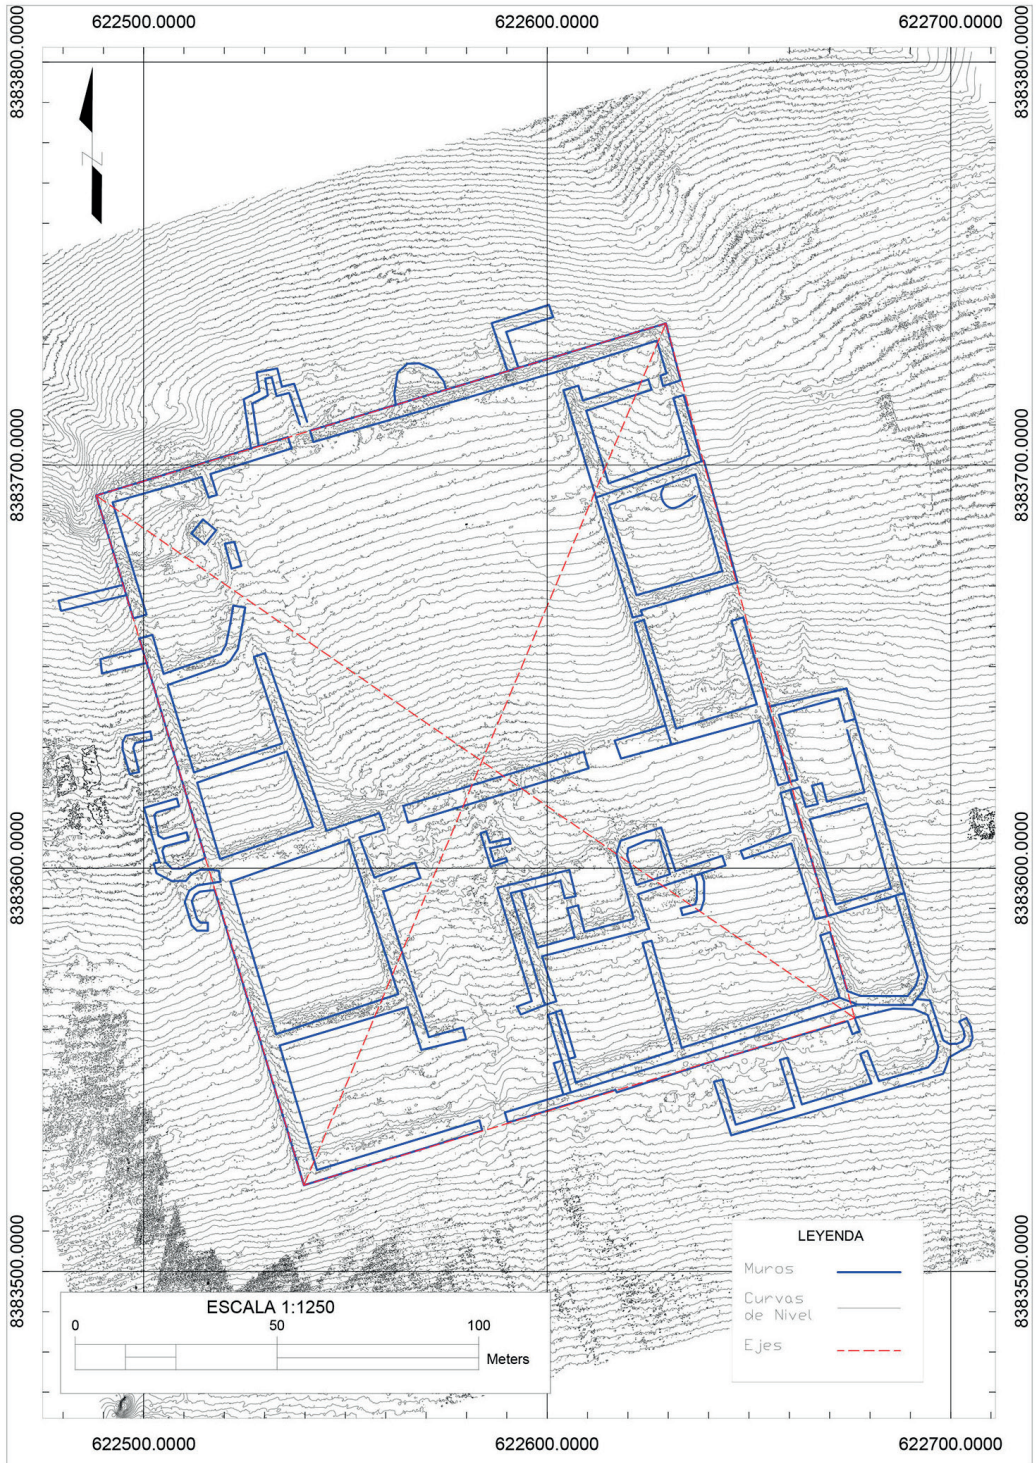 622500.0000 622600.0000 622700.0000
8383800.0000 8383800.0000
N
8383700.0000 8383700.0000
8383600.0000 8383600.0000
8383500.0000 8383500.0000
LEYENDA
Muros
Curvas
de Nivel
Ejes
ESCALA 1:1250
0 50 100
Meters
622500.0000 622600.0000 622700.0000